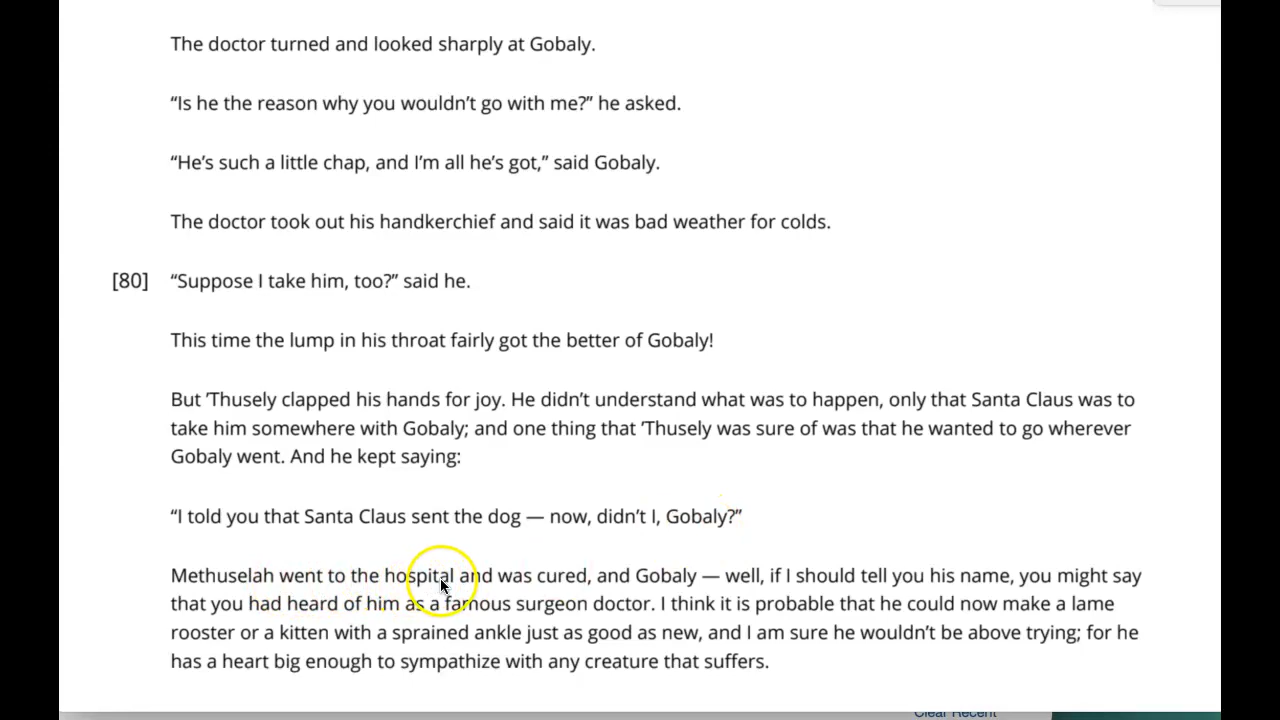 The doctor turned and looked sharply at Gobaly.
“Is he the reason why you wouldn’t go with me?” he asked.
“He’s such a little chap, and I’m all he’s got,” said Gobaly.
The doctor took out his handkerchief and said it was bad weather for colds.
[80] “Suppose I take him, too?” said he.
This time the lump in his throat fairly got the better of Gobaly!
But ’Thusely clapped his hands for joy. He didn’t understand what was to happen, only that Santa Claus was to
take him somewhere with Gobaly; and one thing that ’Thusely was sure of was that he wanted to go wherever
Gobaly went. And he kept saying:
“I told you that Santa Claus sent the dog — now, didn’t I, Gobaly?”
Methuselah went to the hospital and was cured, and Gobaly — well, if I should tell you his name, you might say
that you had heard of him as a famous surgeon doctor. I think it is probable that he could now make a lame
rooster or a kitten with a sprained ankle just as good as new, and I am sure he wouldn’t be above trying; for he
has a heart big enough to sympathize with any creature that suffers.
Clear Recent